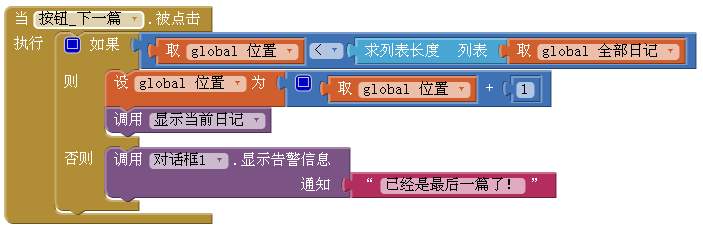 当 按钮_下一篇 .被点击
执行 如果 取 global 位置 < 求列表长度 列表 取 global 全部日记
则 设 global 位置 为 取 global 位置 + 1
调用 显示当前日记
否则 调用 对话框1 .显示告警信息
通知 “ 已经是最后一篇了! ”